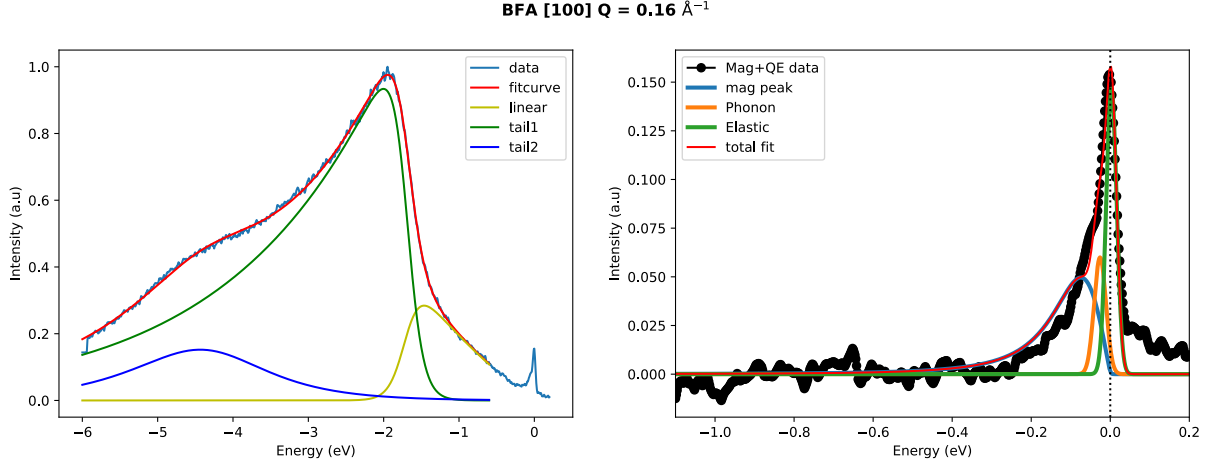 BFA [100] Q = 0.16 Å⁻¹
Intensity (a.u)
1.0
0.8
0.6
0.4
0.2
0.0
data
fitcurve
linear
tail1
tail2
−6 −5 −4 −3 −2 −1 0
Energy (eV)
Intensity (a.u)
0.150
0.125
0.100
0.075
0.050
0.025
0.000
Mag+QE data
mag peak
Phonon
Elastic
total fit
−1.0 −0.8 −0.6 −0.4 −0.2 0.0 0.2
Energy (eV)